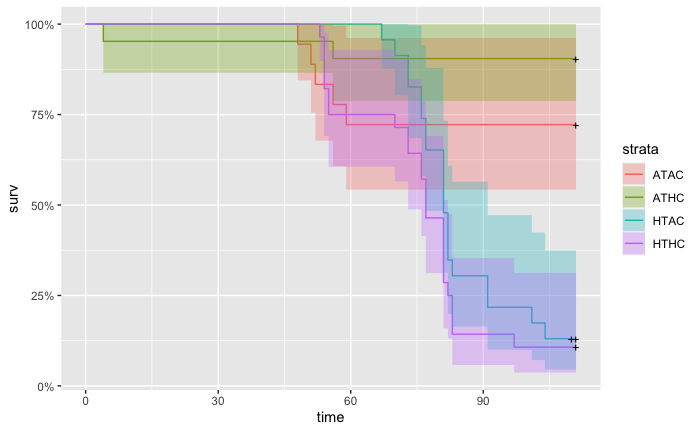 100%
75%
50%
25%
0%
surv
0
30
60
90
time
strata
ATAC
ATHC
HTAC
HTHC